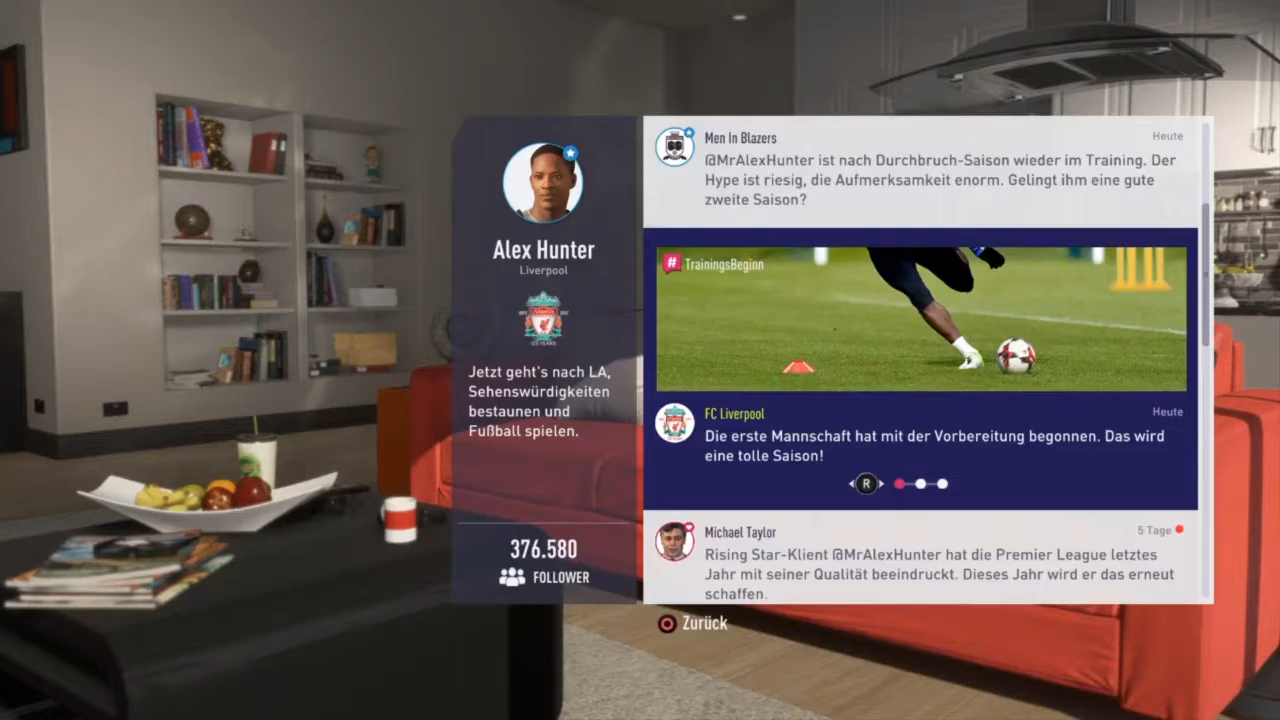 Alex Hunter
Liverpool
Jetzt geht's nach LA,
Sehenswürdigkeiten
bestaunen und
Fußball spielen.
376.580
FOLLOWER
Men In Blazers
Heute
@MrAlexHunter ist nach Durchbruch-Saison wieder im Training. Der
Hype ist riesig, die Aufmerksamkeit enorm. Gelingt ihm eine gute
zweite Saison?
# TrainingsBeginn
FC Liverpool
Heute
Die erste Mannschaft hat mit der Vorbereitung begonnen. Das wird
eine tolle Saison!
R
Michael Taylor
5 Tage
Rising Star-Klient @MrAlexHunter hat die Premier League letztes
Jahr mit seiner Qualität beeindruckt. Dieses Jahr wird er das erneut
schaffen.
Zurück